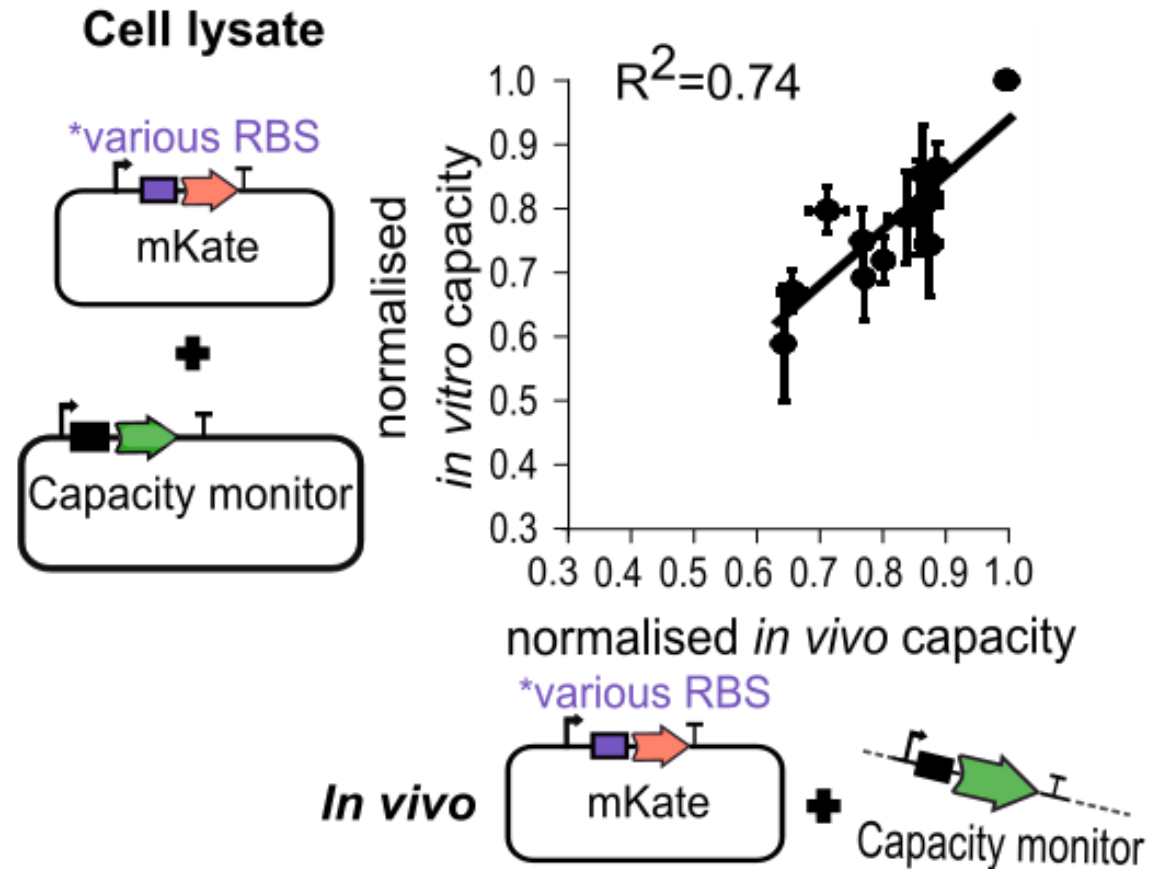 Cell lysate
*various RBS
mKate
Capacity monitor
normalised
in vitro capacity
R²=0.74
1.0
0.9
0.8
0.7
0.6
0.5
0.4
0.3
0.3 0.4 0.5 0.6 0.7 0.8 0.9 1.0
normalised in vivo capacity
*various RBS
In vivo
mKate
Capacity monitor